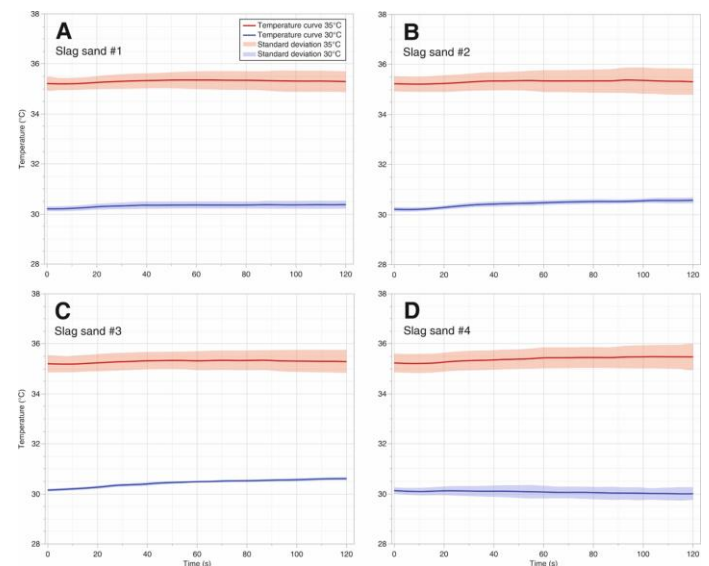 A
Slag sand #1
Temperature curve 35°C
Temperature curve 30°C
Standard deviation 35°C
Standard deviation 30°C
Temperature (°C)
38
36
34
32
30
28
0 20 40 60 80 100 120
B
Slag sand #2
38
36
34
32
30
28
0 20 40 60 80 100 120
C
Slag sand #3
Temperature (°C)
38
36
34
32
30
28
0 20 40 60 80 100 120
Time (s)
D
Slag sand #4
38
36
34
32
30
28
0 20 40 60 80 100 120
Time (s)